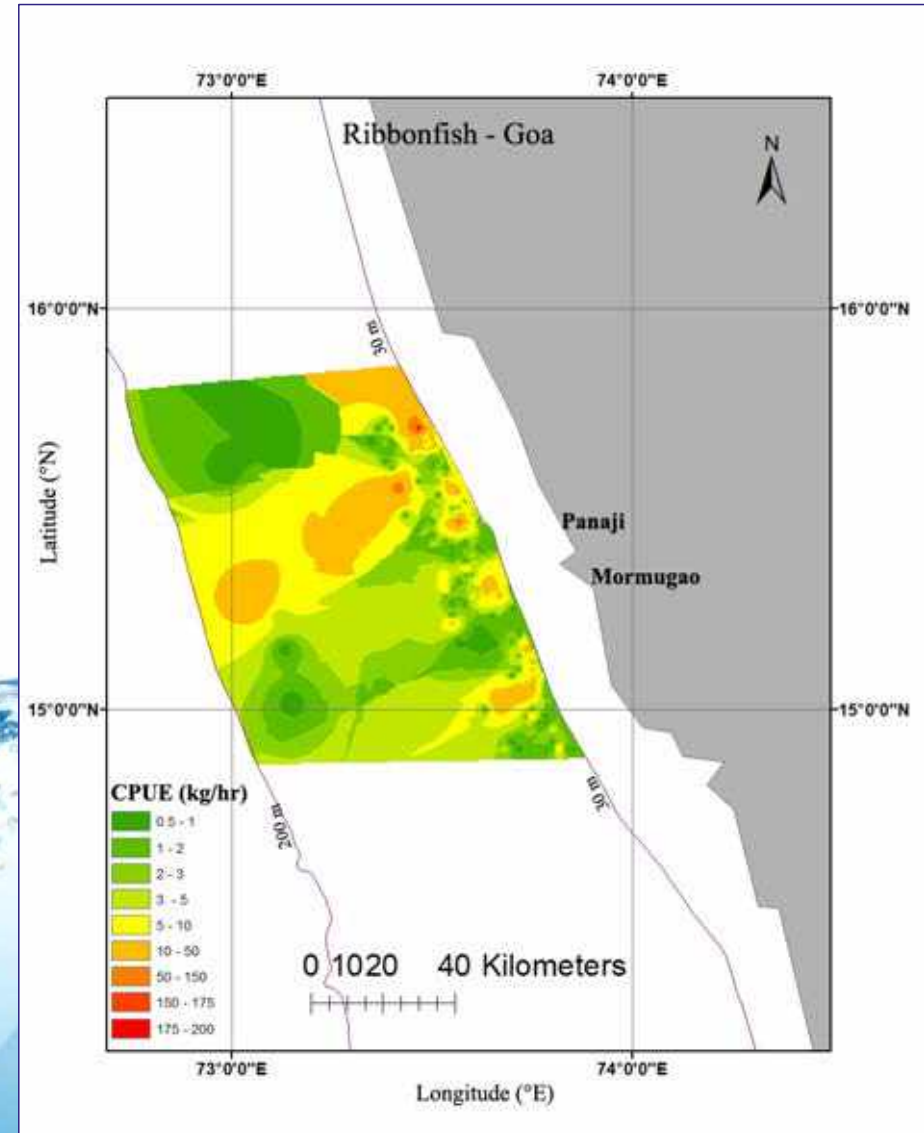 73°0'0"E 74°0'0"E
Ribbonfish - Goa
N
16°0'0"N 16°0'0"N
30 m
Latitude (°N)
Panaji
Mormugao
15°0'0"N 15°0'0"N
CPUE (kg/hr)
0.5 - 1
1 - 2
2 - 3
3 - 5
5 - 10
10 - 50
50 - 150
150 - 175
175 - 200
200 m
30 m
0 1020 40 Kilometers
73°0'0"E 74°0'0"E
Longitude (°E)